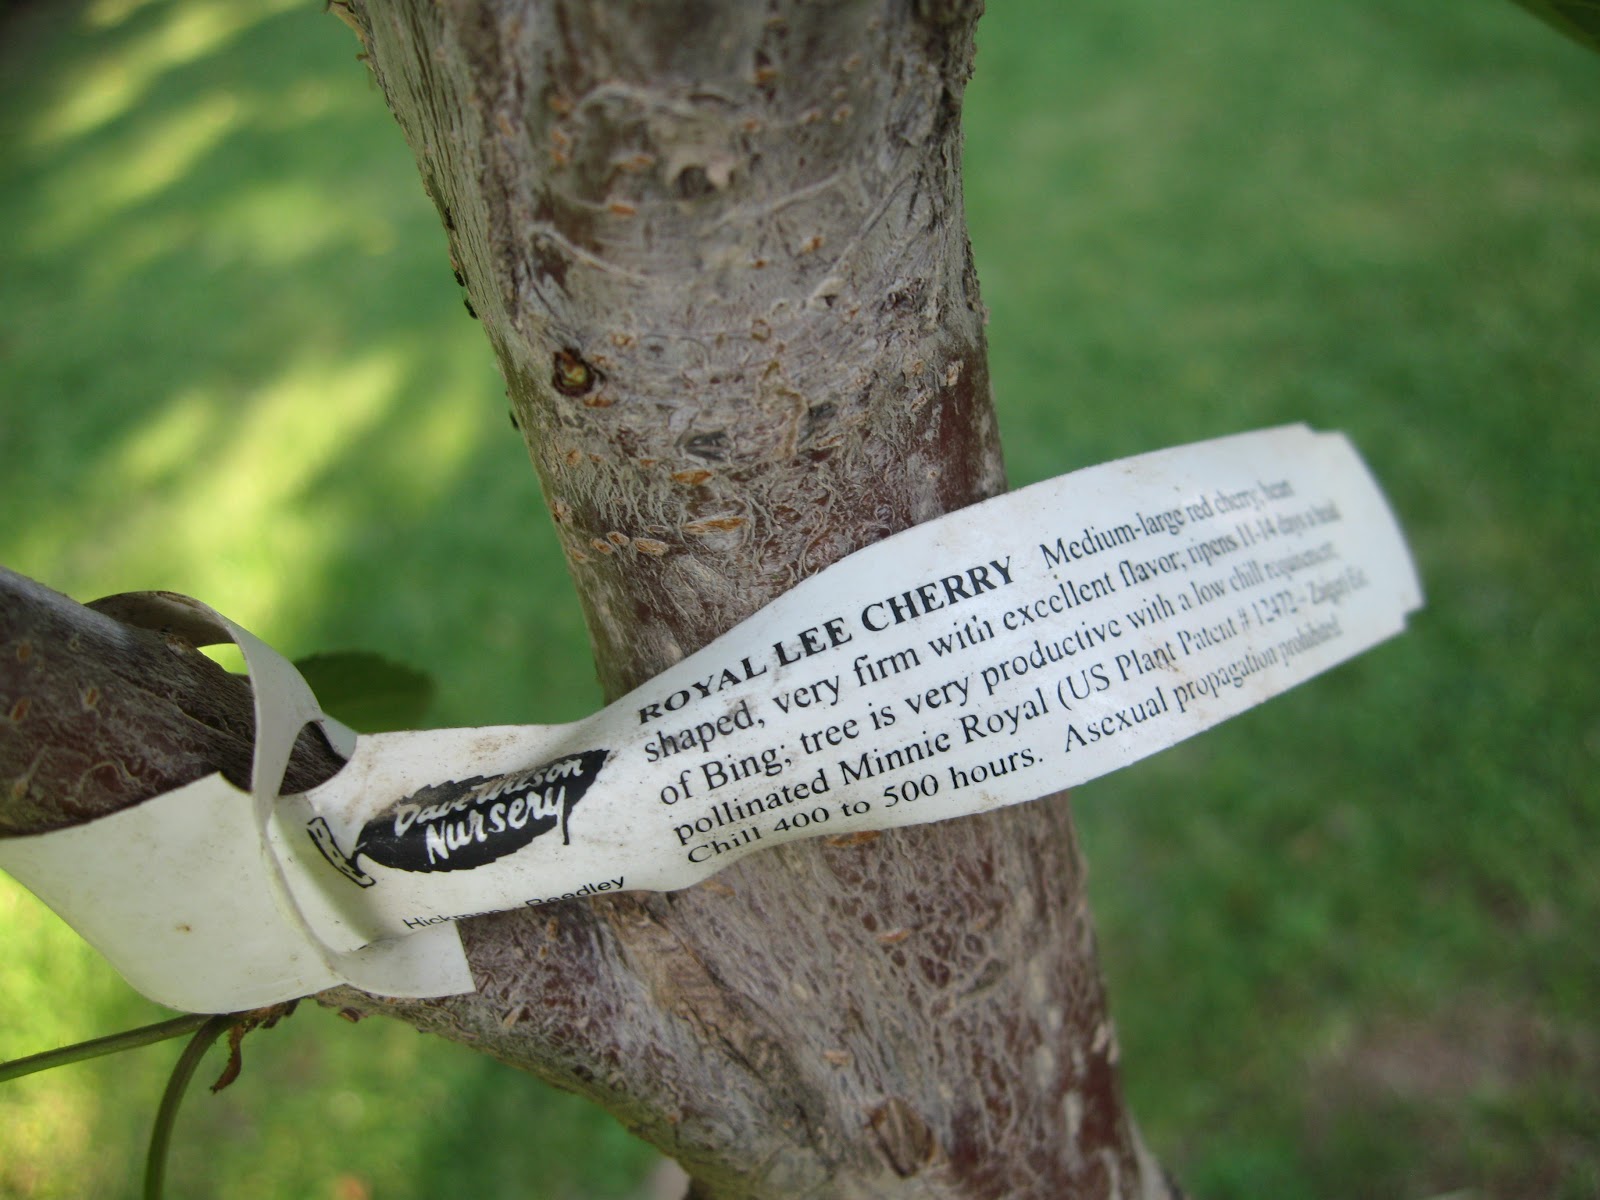 Dave Wilson
Nursery
Hickman, Reedley
ROYAL LEE CHERRY Medium-large red cherry, heart
shaped, very firm with excellent flavor; ripens 11-14 days ahead
of Bing; tree is very productive with a low chill requirement;
pollinated Minnie Royal (US Plant Patent # 12472 - Zaiger)
Chill 400 to 500 hours. Asexual propagation prohibited